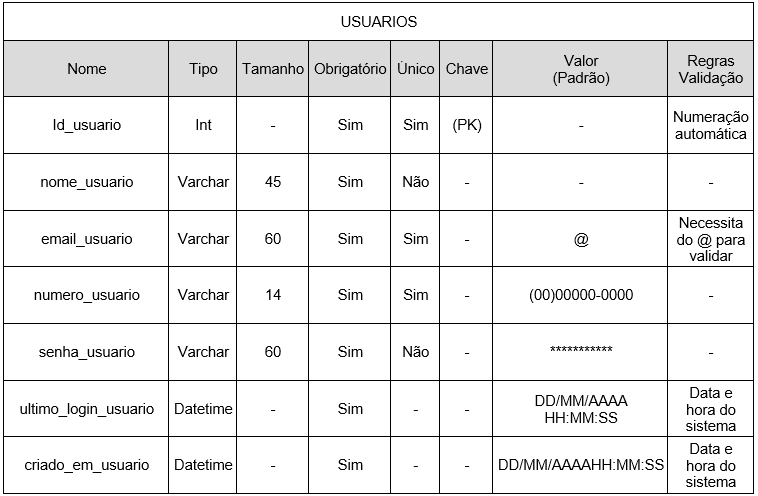 USUARIOS
Nome Tipo Tamanho Obrigatório Único Chave Valor (Padrão) Regras Validação
Id_usuario Int - Sim Sim (PK) - Numeração automática
nome_usuario Varchar 45 Sim Não - - -
email_usuario Varchar 60 Sim Sim - @ Necessita do @ para validar
numero_usuario Varchar 14 Sim Sim - (00)00000-0000 -
senha_usuario Varchar 60 Sim Não - *********** -
ultimo_login_usuario Datetime - Sim - - DD/MM/AAAA HH:MM:SS Data e hora do sistema
criado_em_usuario Datetime - Sim - - DD/MM/AAAAHH:MM:SS Data e hora do sistema